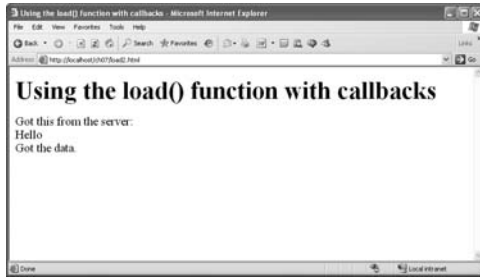 Using the load() function with callbacks - Microsoft Internet Explorer
File Edit View Favorites Tools Help
Back Search Favorites Links
Address http://localhost/ch07/load2.html Go
Using the load() function with callbacks
Got this from the server:
Hello
Got the data.
Done Local intranet